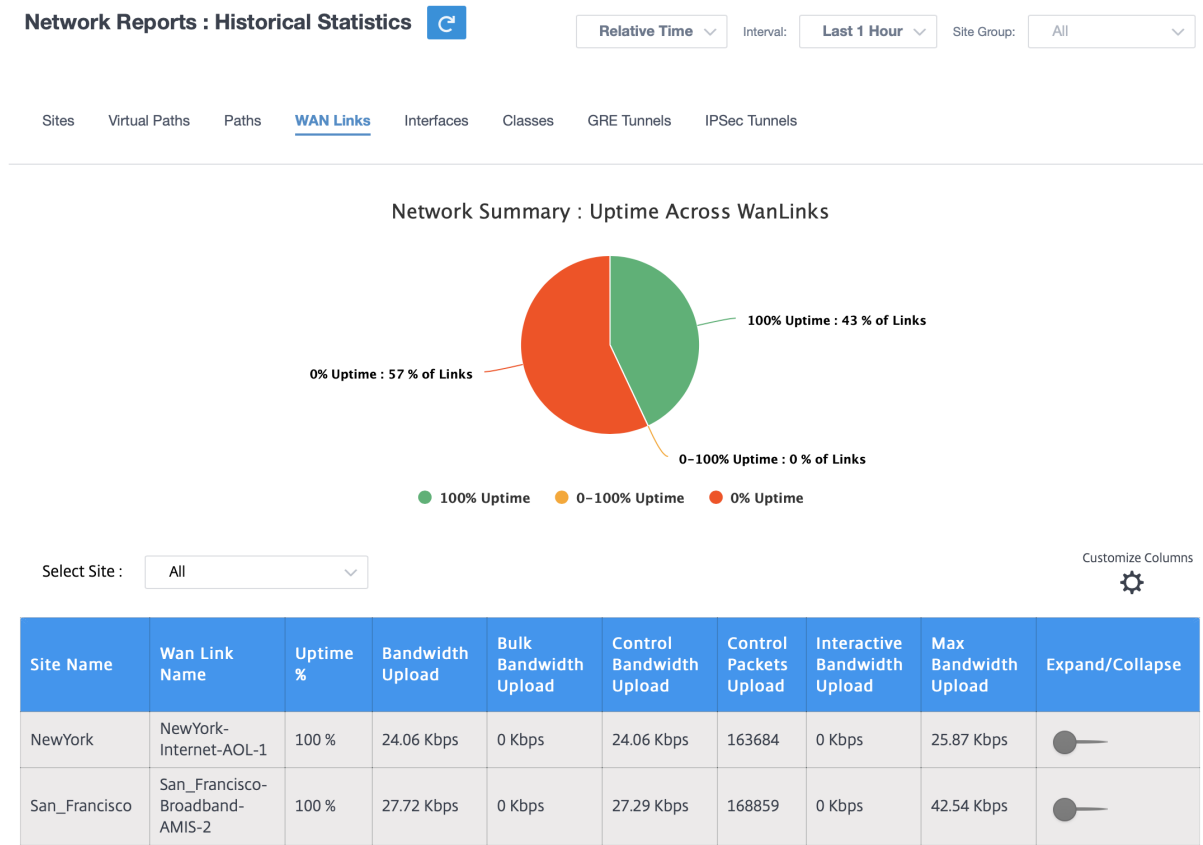 Network Reports : Historical Statistics
Relative Time
Interval:
Last 1 Hour
Site Group:
All
Sites
Virtual Paths
Paths
WAN Links
Interfaces
Classes
GRE Tunnels
IPSec Tunnels
Network Summary : Uptime Across WanLinks
100% Uptime : 43 % of Links
0% Uptime : 57 % of Links
0-100% Uptime : 0 % of Links
100% Uptime
0-100% Uptime
0% Uptime
Select Site :
All
Customize Columns
Site Name
Wan Link
Name
Uptime
%
Bandwidth
Upload
Bulk
Bandwidth
Upload
Control
Bandwidth
Upload
Control
Packets
Upload
Interactive
Bandwidth
Upload
Max
Bandwidth
Upload
Expand/Collapse
NewYork
NewYork-
Internet-AOL-1
100 %
24.06 Kbps
0 Kbps
24.06 Kbps
163684
0 Kbps
25.87 Kbps
San_Francisco
San_Francisco-
Broadband-
AMIS-2
100 %
27.72 Kbps
0 Kbps
27.29 Kbps
168859
0 Kbps
42.54 Kbps